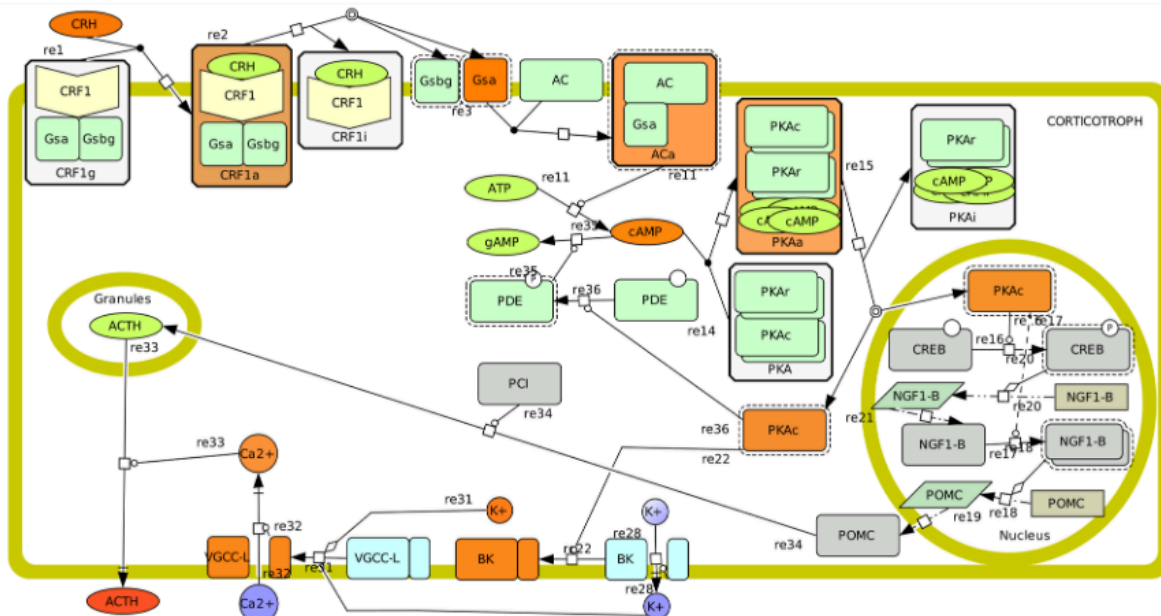 CRH
re1
re2
CRF1
Gsa
Gsbg
CRF1g
CRH
CRF1
Gsa
Gsbg
CRF1a
CRH
CRF1
CRF1i
Gsbg
Gsa
re3
AC
AC
Gsa
ACa
re11
re11
ATP
gAMP
cAMP
re35
PKAc
PKAr
cAMP
PKAa
re15
PKAr
cAMP
PKAi
CORTICOTROPH
PDE
P
re36
PDE
re14
PKAr
PKAc
PKA
Granules
ACTH
re33
PCI
re34
PKAc
re36
re22
PKAc
re17
CREB
re16
re20
CREB
P
NGF1-B
re20
NGF1-B
re21
NGF1-B
re17
re18
NGF1-B
POMC
re18
POMC
re19
Nucleus
POMC
re34
re33
Ca2+
re32
re31
K+
K+
re28
VGCC-L
re32
re31
VGCC-L
BK
re22
BK
re28
ACTH
Ca2+
K+